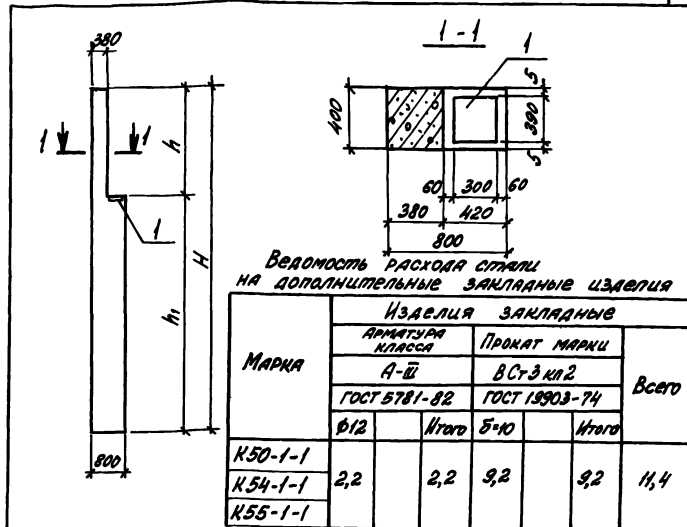 380
1-1
1
1
1
h
H
h₁
1
800
400
5
390
5
60 300 60
380 420
800
Ведомость расхода стали
на дополнительные закладные изделия
Марка
Изделия закладные
Арматура класса
Прокат марки
Всего
А-III
ВСт3кп2
ГОСТ 5781-82
ГОСТ 19903-74
ф12
Итого
δ=10
Итого
К50-1-1
К54-1-1
2,2
2,2
9,2
9,2
11,4
К55-1-1